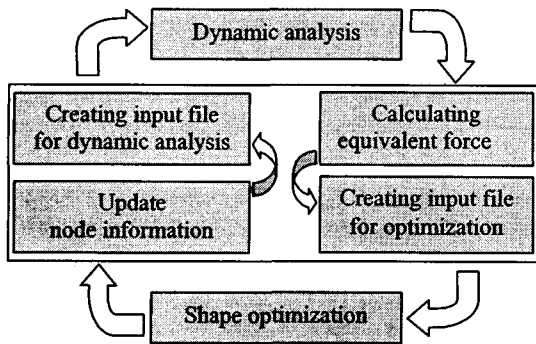 Dynamic analysis
Creating input file
for dynamic analysis
Calculating
equivalent force
Update
node information
Creating input file
for optimization
Shape optimization